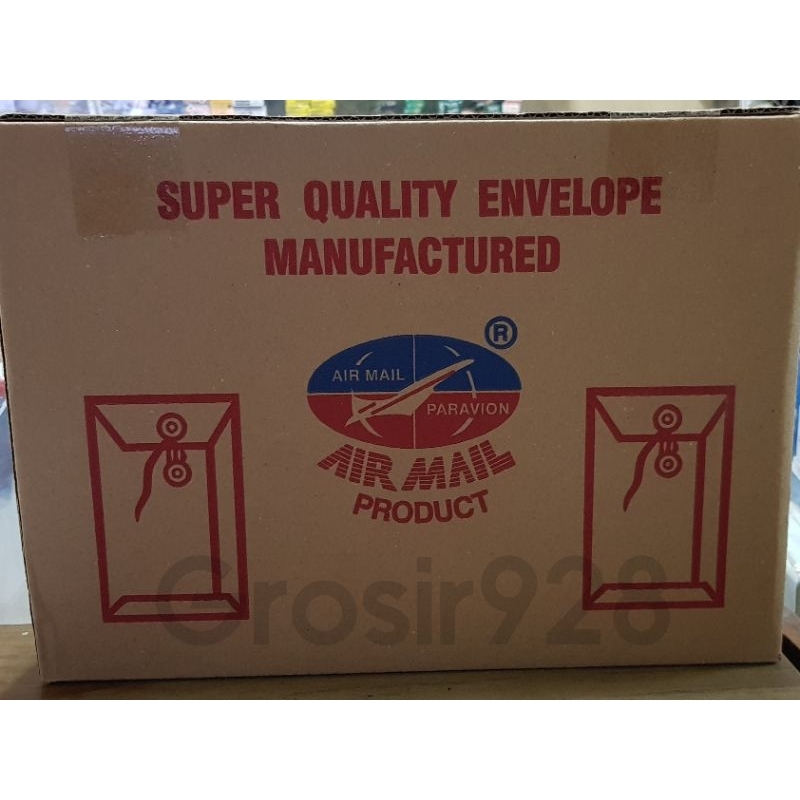 SUPER QUALITY ENVELOPE
MANUFACTURED
®
AIR MAIL
PARAVION
AIR MAIL
PRODUCT
Grosir928